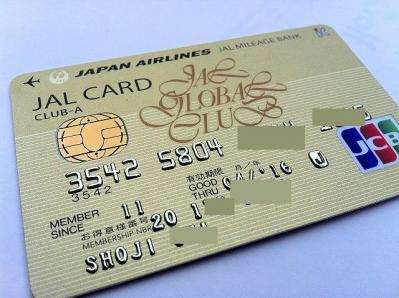 JAPAN AIRLINES JAL MILEAGE BANK
JAL CARD
CLUB-A
JAL
GLOBAL
CLUB
JCB
3542 5804
3542
有効期限 月/年
GOOD THRU '16 J
MEMBER SINCE 11
お得意様番号
MEMBERSHIP NBR
20 1
SHOJI